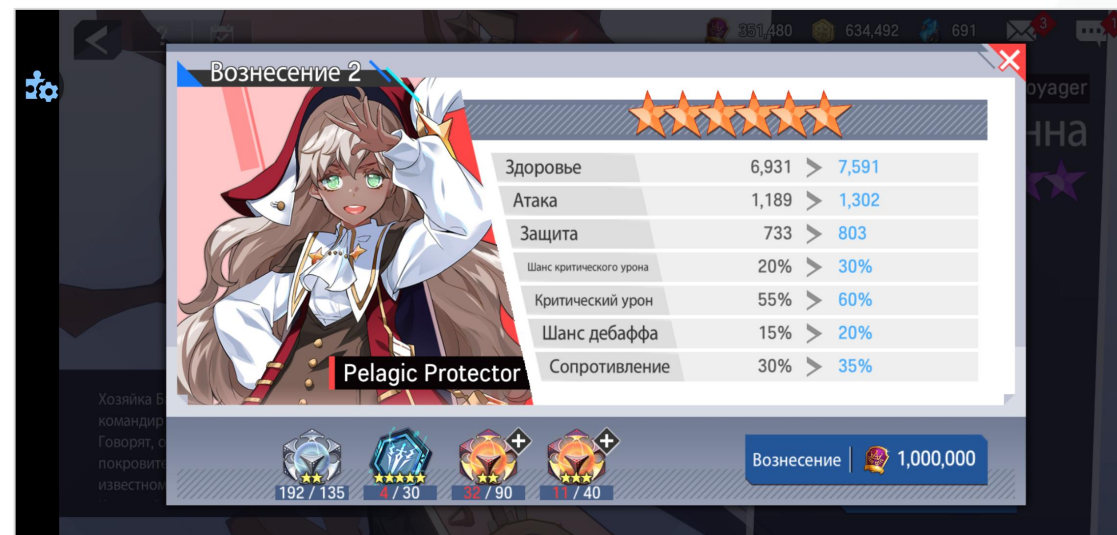 ?
351,480
634,492
691
3
Вознесение 2
oyager
нна
Здоровье 6,931 > 7,591
Атака 1,189 > 1,302
Защита 733 > 803
Шанс критического урона 20% > 30%
Критический урон 55% > 60%
Шанс дебаффа 15% > 20%
Сопротивление 30% > 35%
Pelagic Protector
Хозяйка Б
командир
Говорят, о
покровите
известном
192 / 135
4 / 30
32 / 90
11 / 40
Вознесение 1,000,000